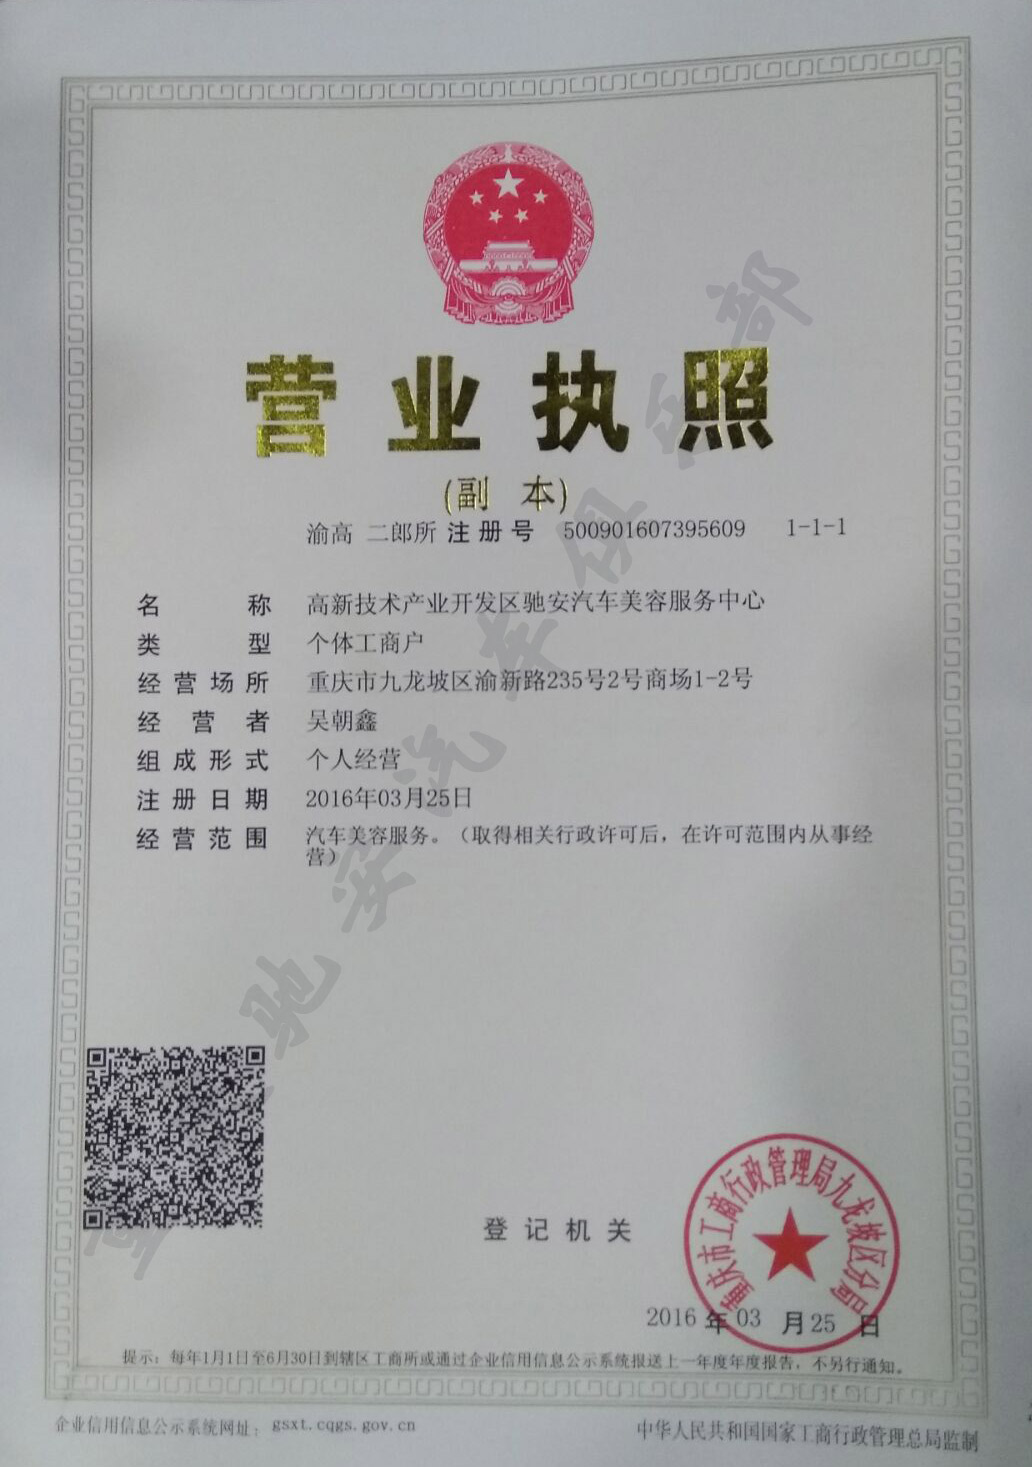 营业执照
(副 本)
渝高 二郎所 注册号 500901607395609 1-1-1
名称 高新技术产业开发区驰安汽车美容服务中心
类型 个体工商户
经营场所 重庆市九龙坡区渝新路235号2号商场1-2号
经营者 吴朝鑫
组成形式 个人经营
注册日期 2016年03月25日
经营范围 汽车美容服务。（取得相关行政许可后，在许可范围内从事经
营）
重庆市工商行政管理局九龙坡区分局
登记机关
2016 年 03 月 25 日
提示：每年1月1日至6月30日到辖区工商所或通过企业信用信息公示系统报送上一年度年度报告，不另行通知。
企业信用信息公示系统网址：gsxt.cqgs.gov.cn
中华人民共和国国家工商行政管理总局监制
驰安汽车俱
部